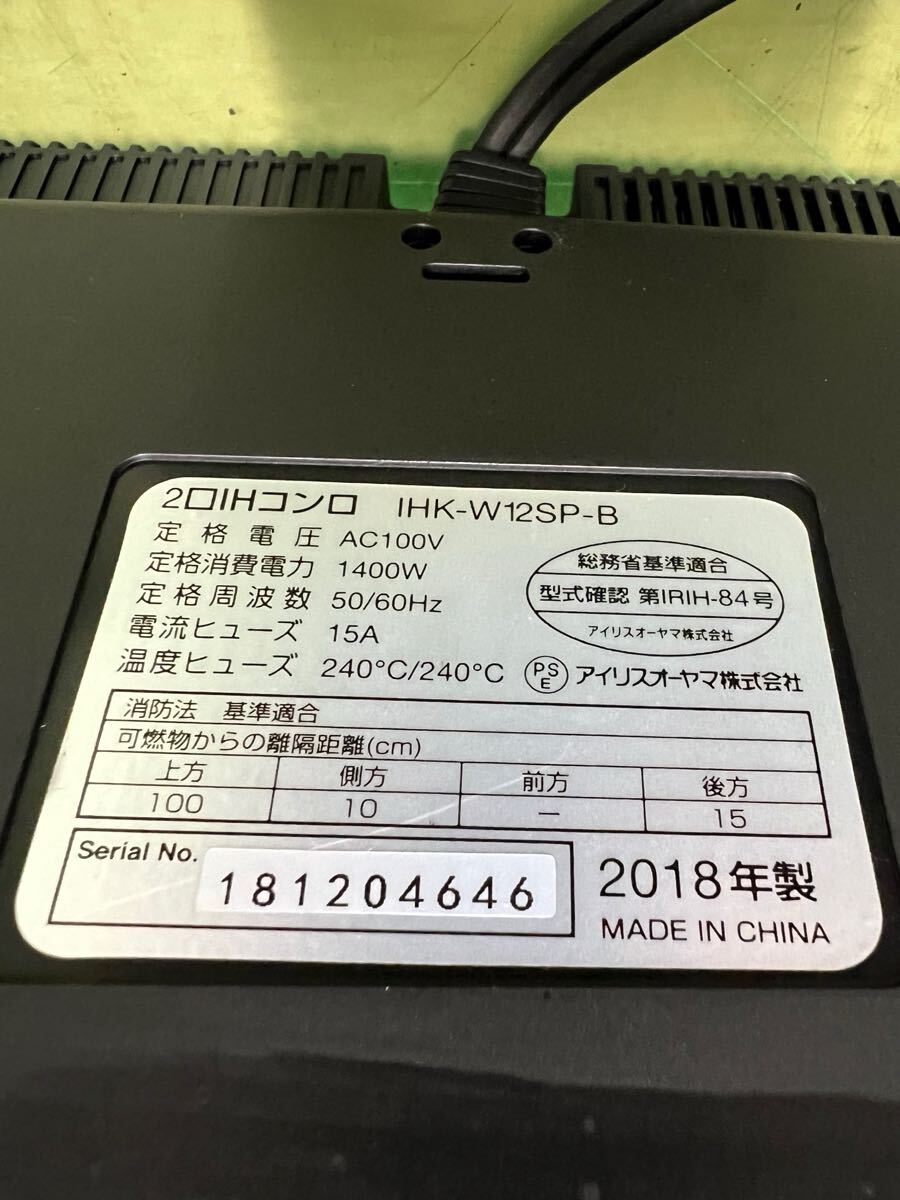 2口IHコンロ IHK-W12SP-B
定格電圧 AC100V
定格消費電力 1400W
定格周波数 50/60Hz
電流ヒューズ 15A
温度ヒューズ 240°C/240°C
総務省基準適合
型式確認 第IRIH-84号
アイリスオーヤマ株式会社
PSE アイリスオーヤマ株式会社
消防法 基準適合
可燃物からの離隔距離(cm)
上方 側方 前方 後方
100 10 — 15
Serial No. 181204646
2018年製
MADE IN CHINA